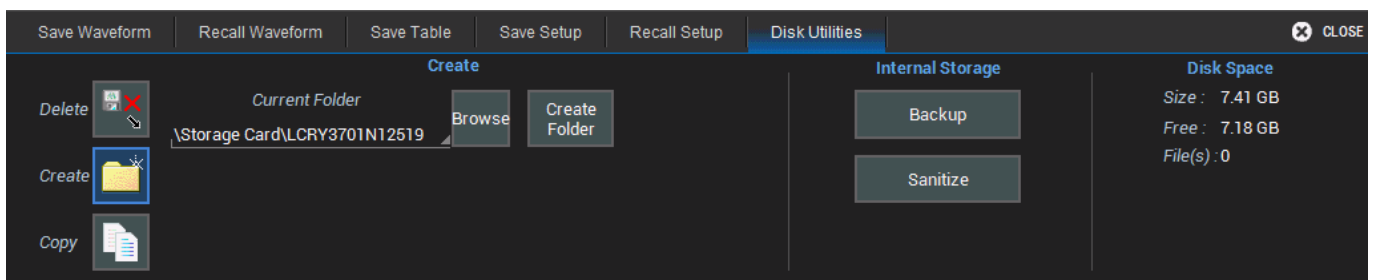 Save Waveform
Recall Waveform
Save Table
Save Setup
Recall Setup
Disk Utilities
CLOSE
Create
Delete
Current Folder
\Storage Card\LCRY3701N12519
Browse
Create
Folder
Create
Copy
Internal Storage
Backup
Sanitize
Disk Space
Size : 7.41 GB
Free : 7.18 GB
File(s) : 0